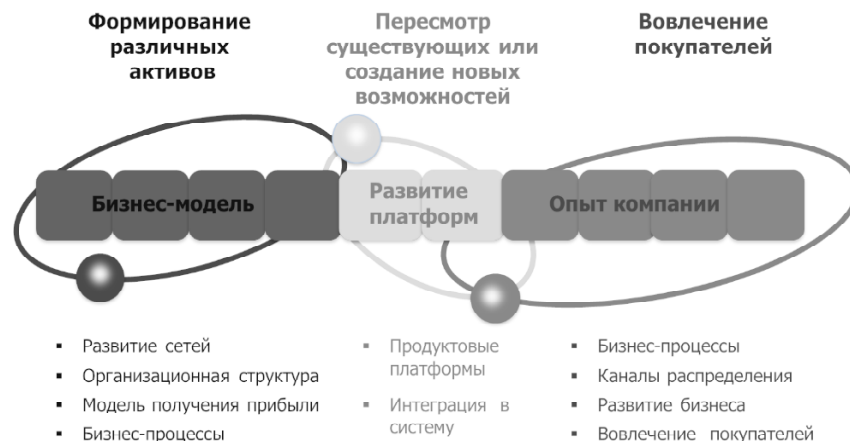 Формирование
различных
активов
Пересмотр
существующих или
создание новых
возможностей
Вовлечение
покупателей
Бизнес-модель
Развитие
платформ
Опыт компании
▪ Развитие сетей
▪ Организационная структура
▪ Модель получения прибыли
▪ Бизнес-процессы
▪ Продуктовые
платформы
▪ Интеграция в
систему
▪ Бизнес-процессы
▪ Каналы распределения
▪ Развитие бизнеса
▪ Вовлечение покупателей